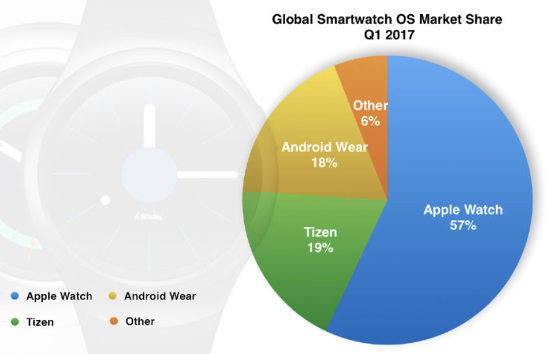 Global Smartwatch OS Market Share
Q1 2017
Other
6%
Android Wear
18%
Apple Watch
57%
Tizen
19%
Apple Watch
Android Wear
Tizen
Other